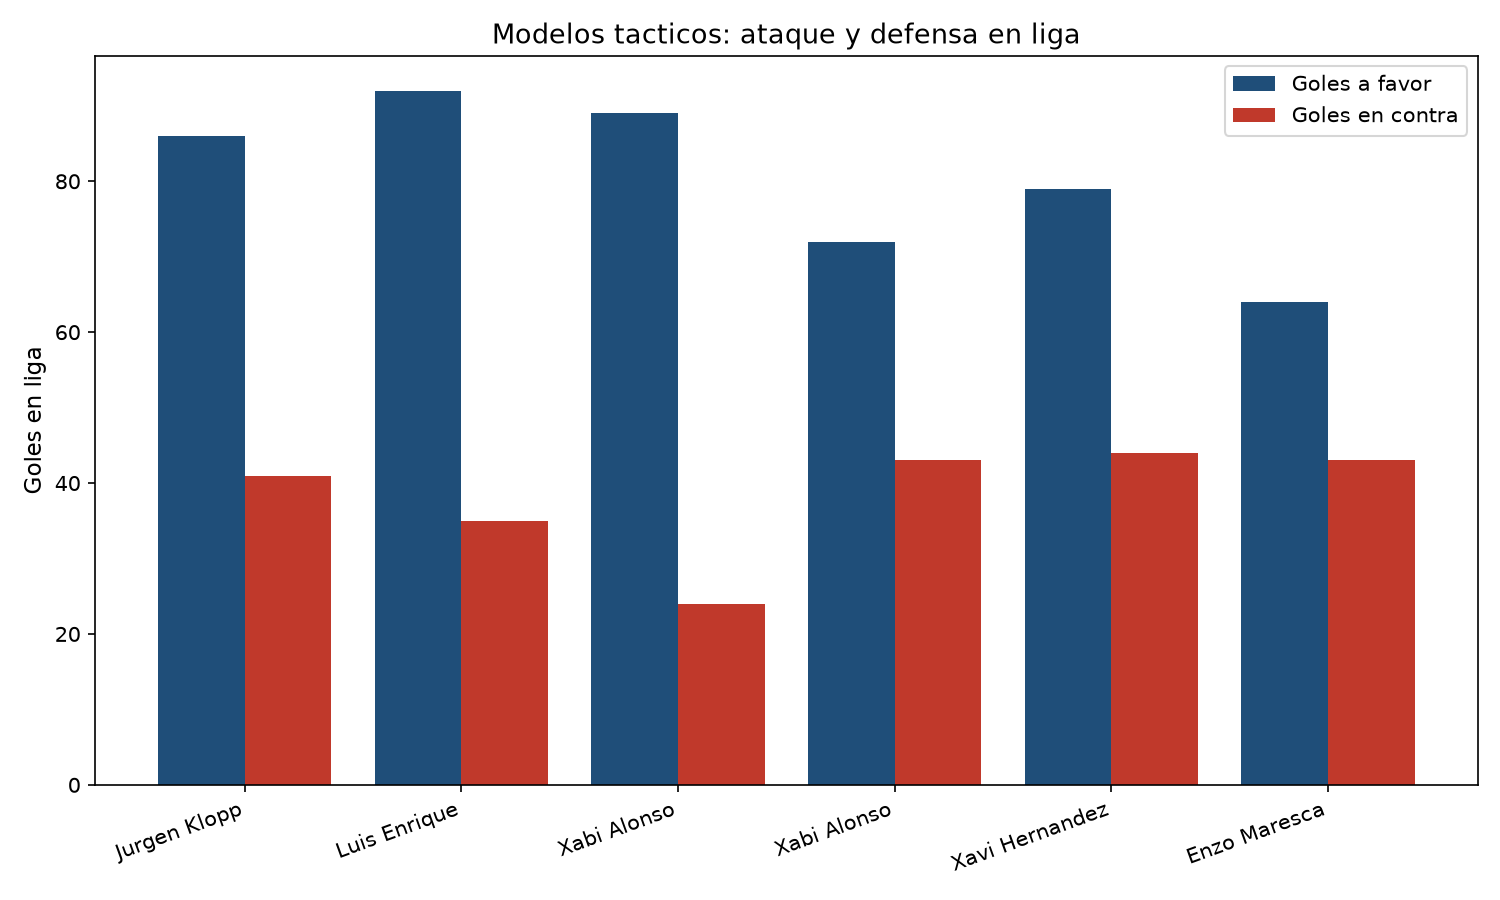 Modelos tacticos: ataque y defensa en liga
Goles a favor
Goles en contra
Goles en liga
80
60
40
20
0
Jurgen Klopp
Luis Enrique
Xabi Alonso
Xabi Alonso
Xavi Hernandez
Enzo Maresca